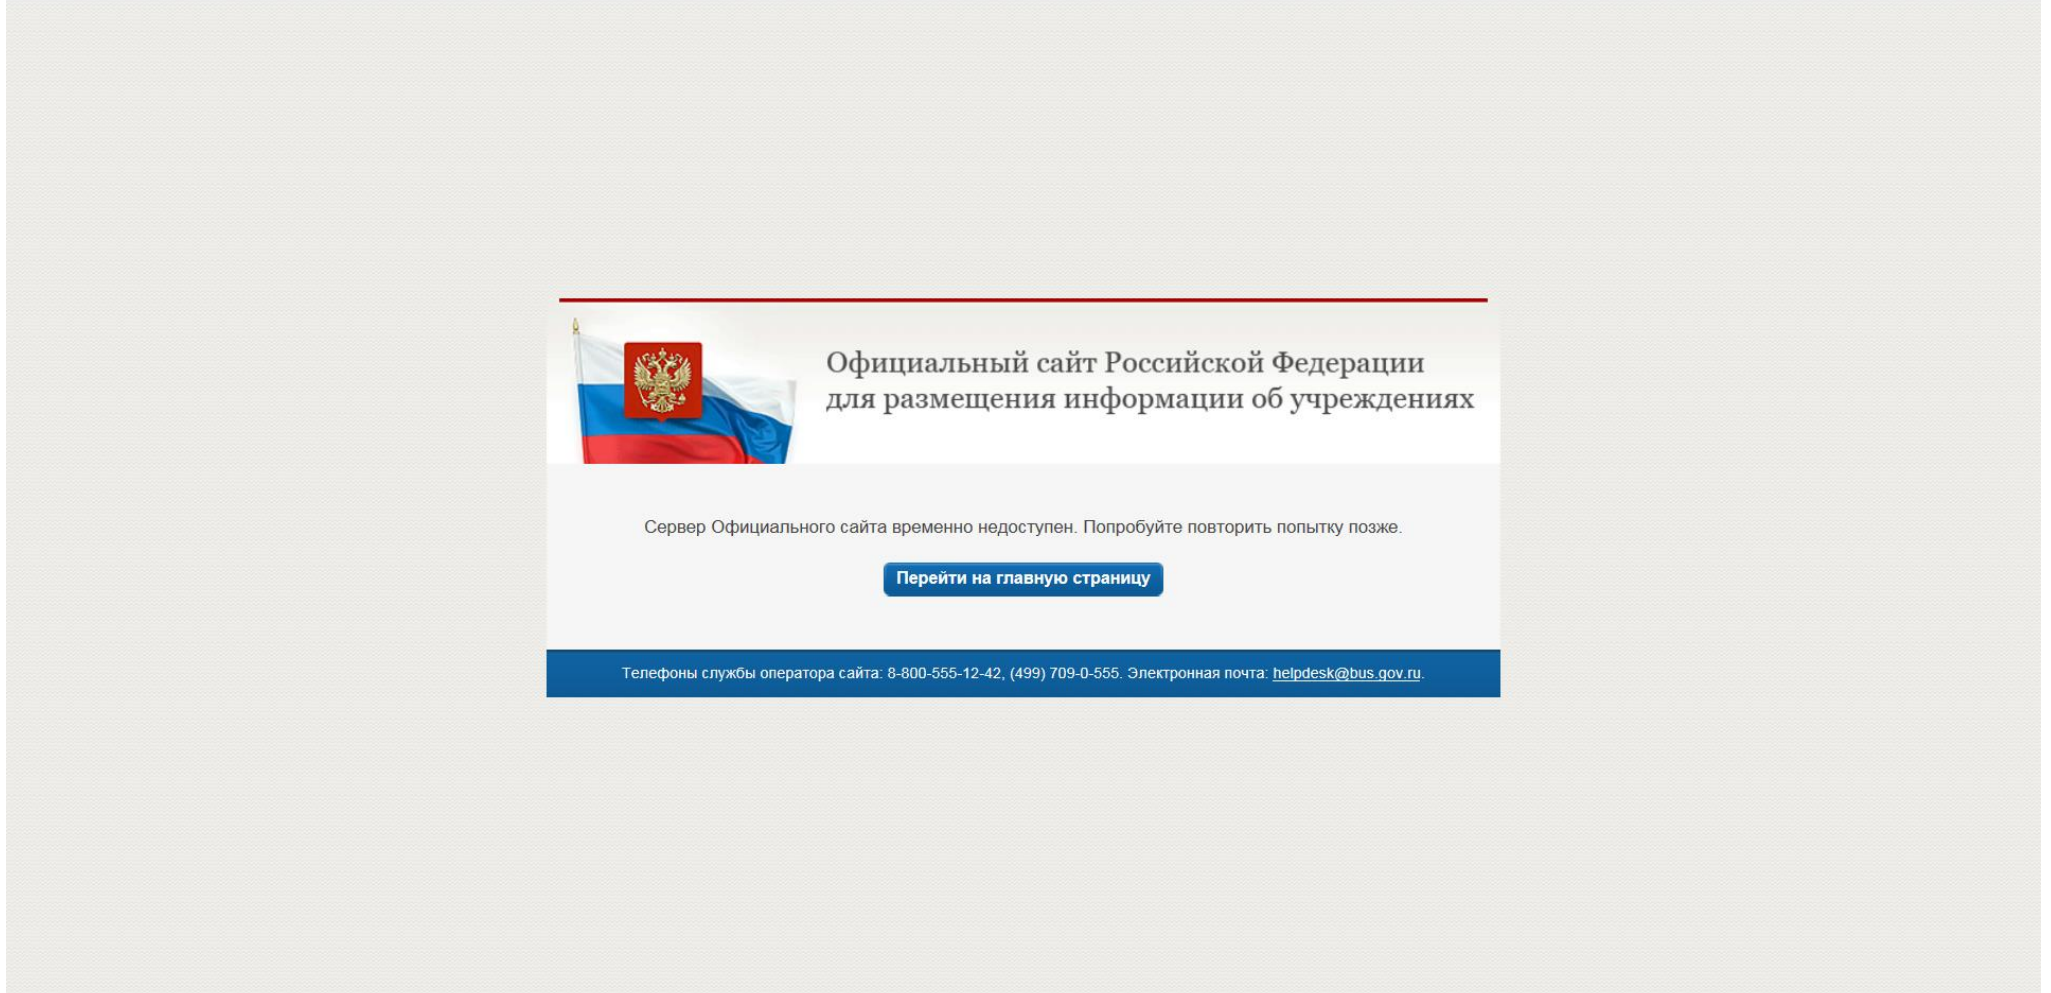 Официальный сайт Российской Федерации
для размещения информации об учреждениях
Сервер Официального сайта временно недоступен. Попробуйте повторить попытку позже.
Перейти на главную страницу
Телефоны службы оператора сайта: 8-800-555-12-42, (499) 709-0-555. Электронная почта: helpdesk@bus.gov.ru.